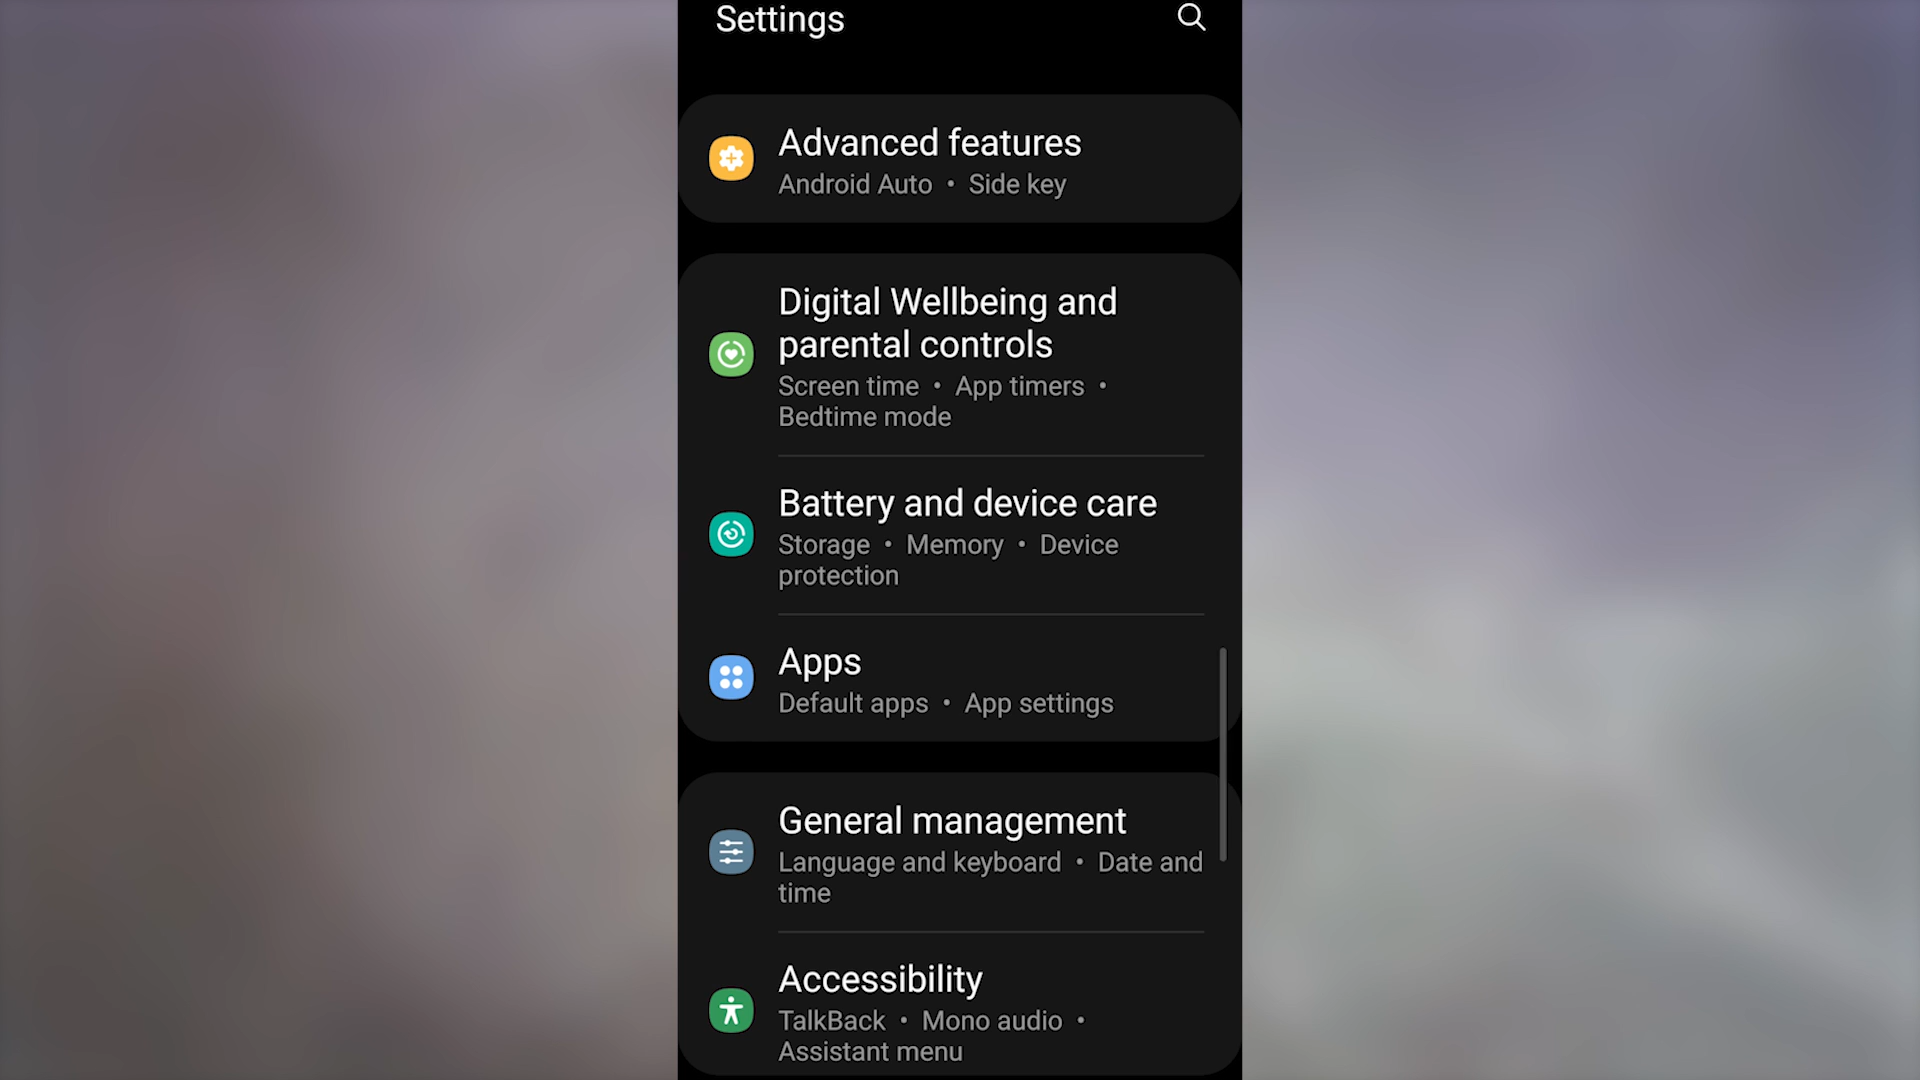 Settings
Advanced features
Android Auto • Side key
Digital Wellbeing and
parental controls
Screen time • App timers •
Bedtime mode
Battery and device care
Storage • Memory • Device
protection
Apps
Default apps • App settings
General management
Language and keyboard • Date and
time
Accessibility
TalkBack • Mono audio •
Assistant menu